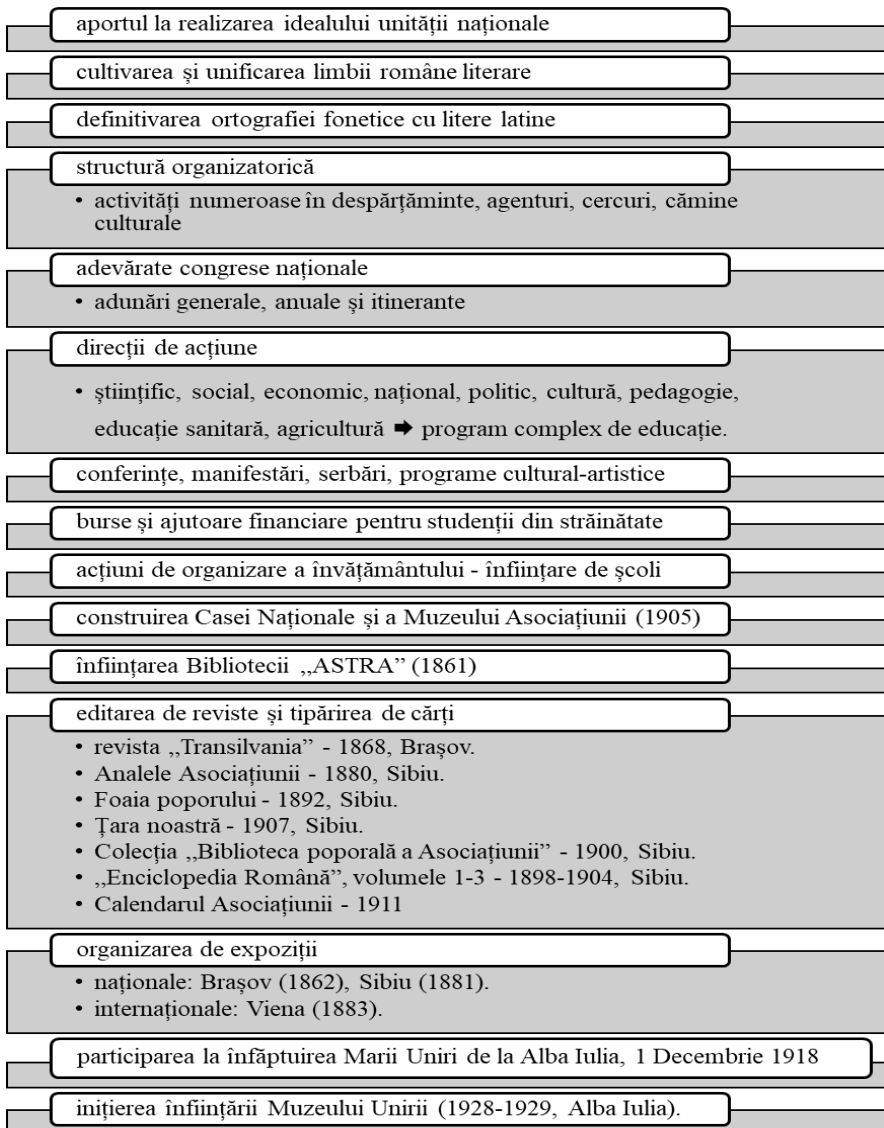 aportul la realizarea idealului unității naționale
cultivarea și unificarea limbii române literare
definitivarea ortografiei fonetice cu litere latine
structură organizatorică
• activități numeroase în despărțăminte, agenturi, cercuri, cămine
culturale
adevărate congrese naționale
• adunări generale, anuale și itinerante
direcții de acțiune
• științific, social, economic, național, politic, cultură, pedagogie,
educație sanitară, agricultură ➡ program complex de educație.
conferințe, manifestări, serbări, programe cultural-artistice
burse și ajutoare financiare pentru studenții din străinătate
acțiuni de organizare a învățământului - înființare de școli
construirea Casei Naționale și a Muzeului Asociațiunii (1905)
înființarea Bibliotecii ,,ASTRA” (1861)
editarea de reviste și tipărirea de cărți
• revista ,,Transilvania” - 1868, Brașov.
• Analele Asociațiunii - 1880, Sibiu.
• Foaia poporului - 1892, Sibiu.
• Țara noastră - 1907, Sibiu.
• Colecția ,,Biblioteca poporală a Asociațiunii” - 1900, Sibiu.
• ,,Enciclopedia Română”, volumele 1-3 - 1898-1904, Sibiu.
• Calendarul Asociațiunii - 1911
organizarea de expoziții
• naționale: Brașov (1862), Sibiu (1881).
• internaționale: Viena (1883).
participarea la înfăptuirea Marii Uniri de la Alba Iulia, 1 Decembrie 1918
inițierea înființării Muzeului Unirii (1928-1929, Alba Iulia).